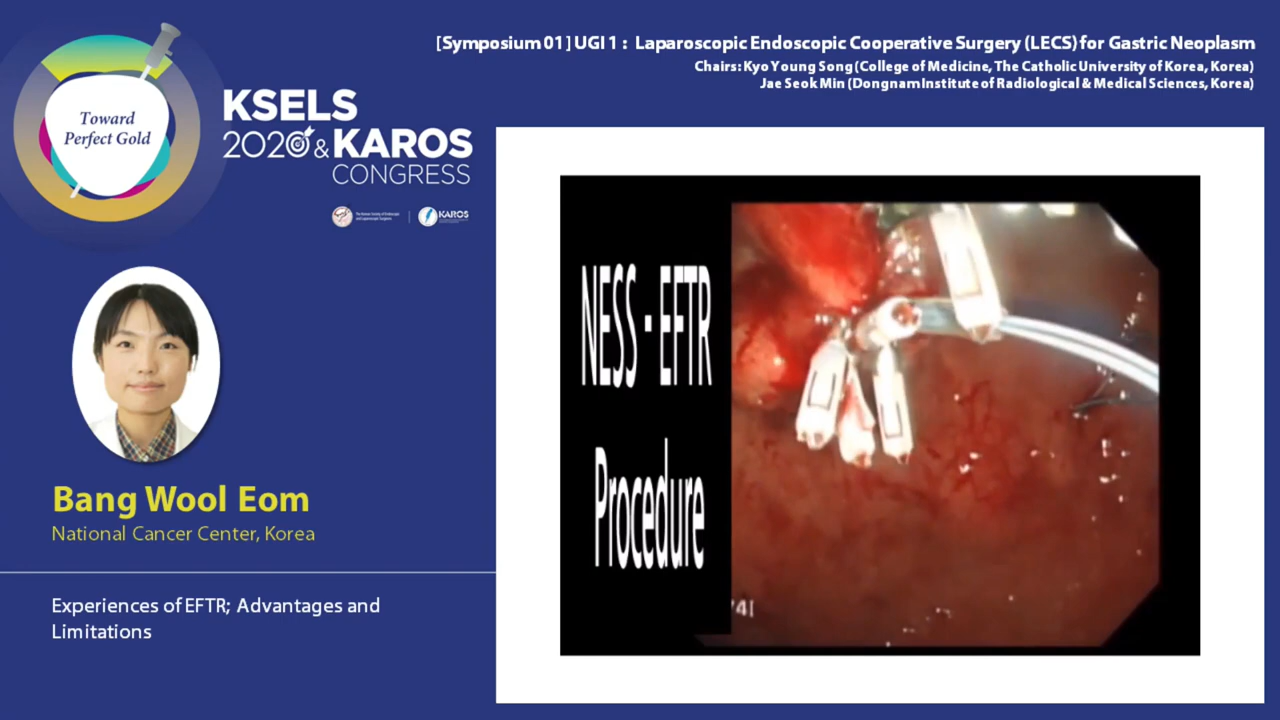 [Symposium 01] UGI 1 : Laparoscopic Endoscopic Cooperative Surgery (LECS) for Gastric Neoplasm
Chairs: Kyo Young Song (College of Medicine, The Catholic University of Korea, Korea)
Jae Seok Min (Dongnam Institute of Radiological & Medical Sciences, Korea)
Toward
Perfect Gold
KSELS
2020 & KAROS
CONGRESS
KAROS
NESS - EFTR
Procedure
Bang Wool Eom
National Cancer Center, Korea
Experiences of EFTR; Advantages and
Limitations